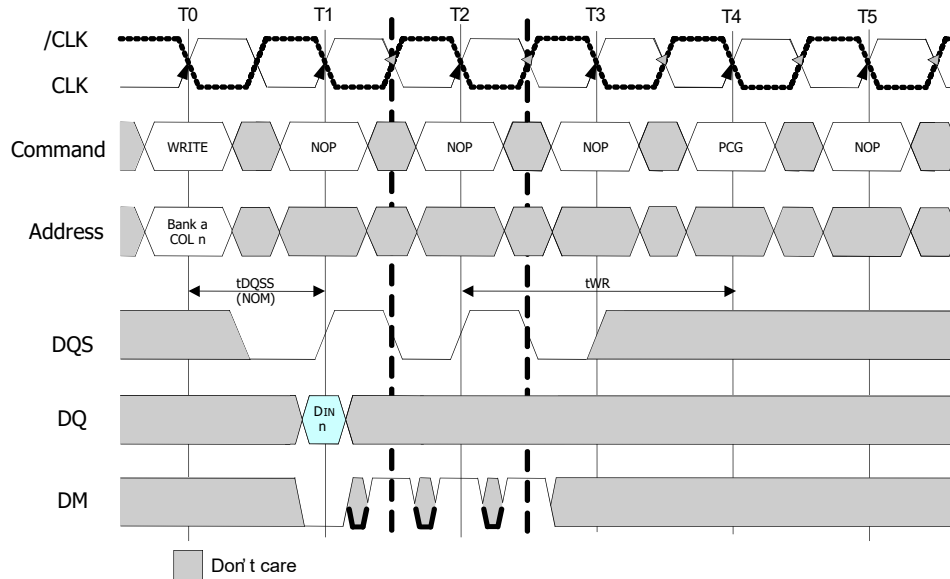 T0 T1 T2 T3 T4 T5
/CLK
CLK
Command WRITE NOP NOP NOP PCG NOP
Address Bank a
COL n
tDQSS
(NOM)
tWR
DQS
DQ DIN
n
DM
Don't care